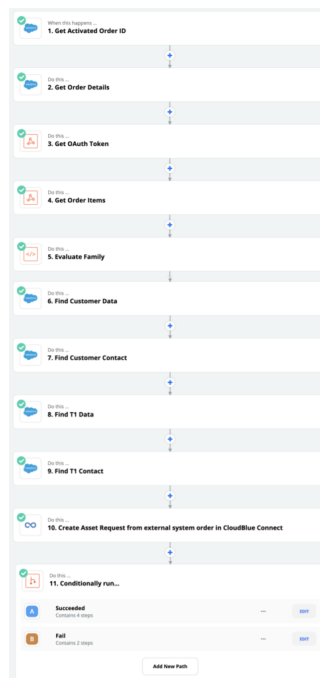 When this happens ...
1. Get Activated Order ID
Do this ...
2. Get Order Details
Do this ...
3. Get OAuth Token
Do this ...
4. Get Order Items
Do this ...
5. Evaluate Family
Do this ...
6. Find Customer Data
Do this ...
7. Find Customer Contact
Do this ...
8. Find T1 Data
Do this ...
9. Find T1 Contact
Do this ...
10. Create Asset Request from external system order in CloudBlue Connect
Do this ...
11. Conditionally run...
A Succeeded ... EDIT
Contains 4 steps
B Fail ... EDIT
Contains 2 steps
Add New Path